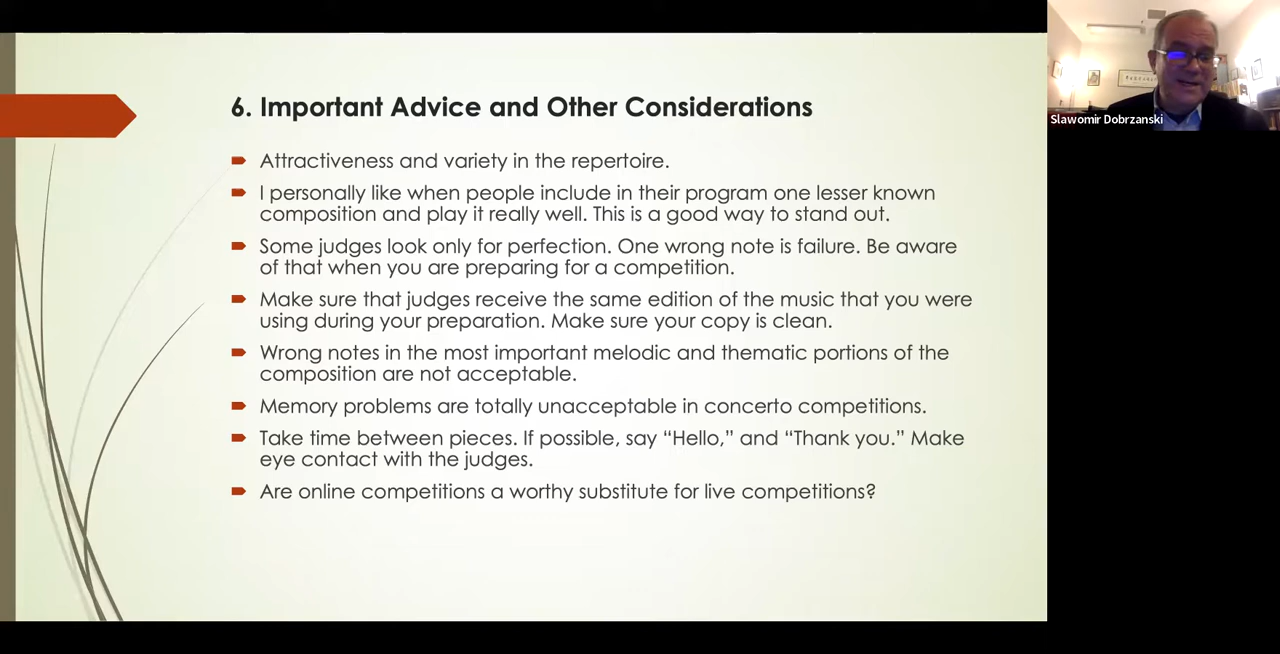 6. Important Advice and Other Considerations
Attractiveness and variety in the repertoire.
I personally like when people include in their program one lesser known
composition and play it really well. This is a good way to stand out.
Some judges look only for perfection. One wrong note is failure. Be aware
of that when you are preparing for a competition.
Make sure that judges receive the same edition of the music that you were
using during your preparation. Make sure your copy is clean.
Wrong notes in the most important melodic and thematic portions of the
composition are not acceptable.
Memory problems are totally unacceptable in concerto competitions.
Take time between pieces. If possible, say “Hello,” and “Thank you.” Make
eye contact with the judges.
Are online competitions a worthy substitute for live competitions?
Slawomir Dobrzanski